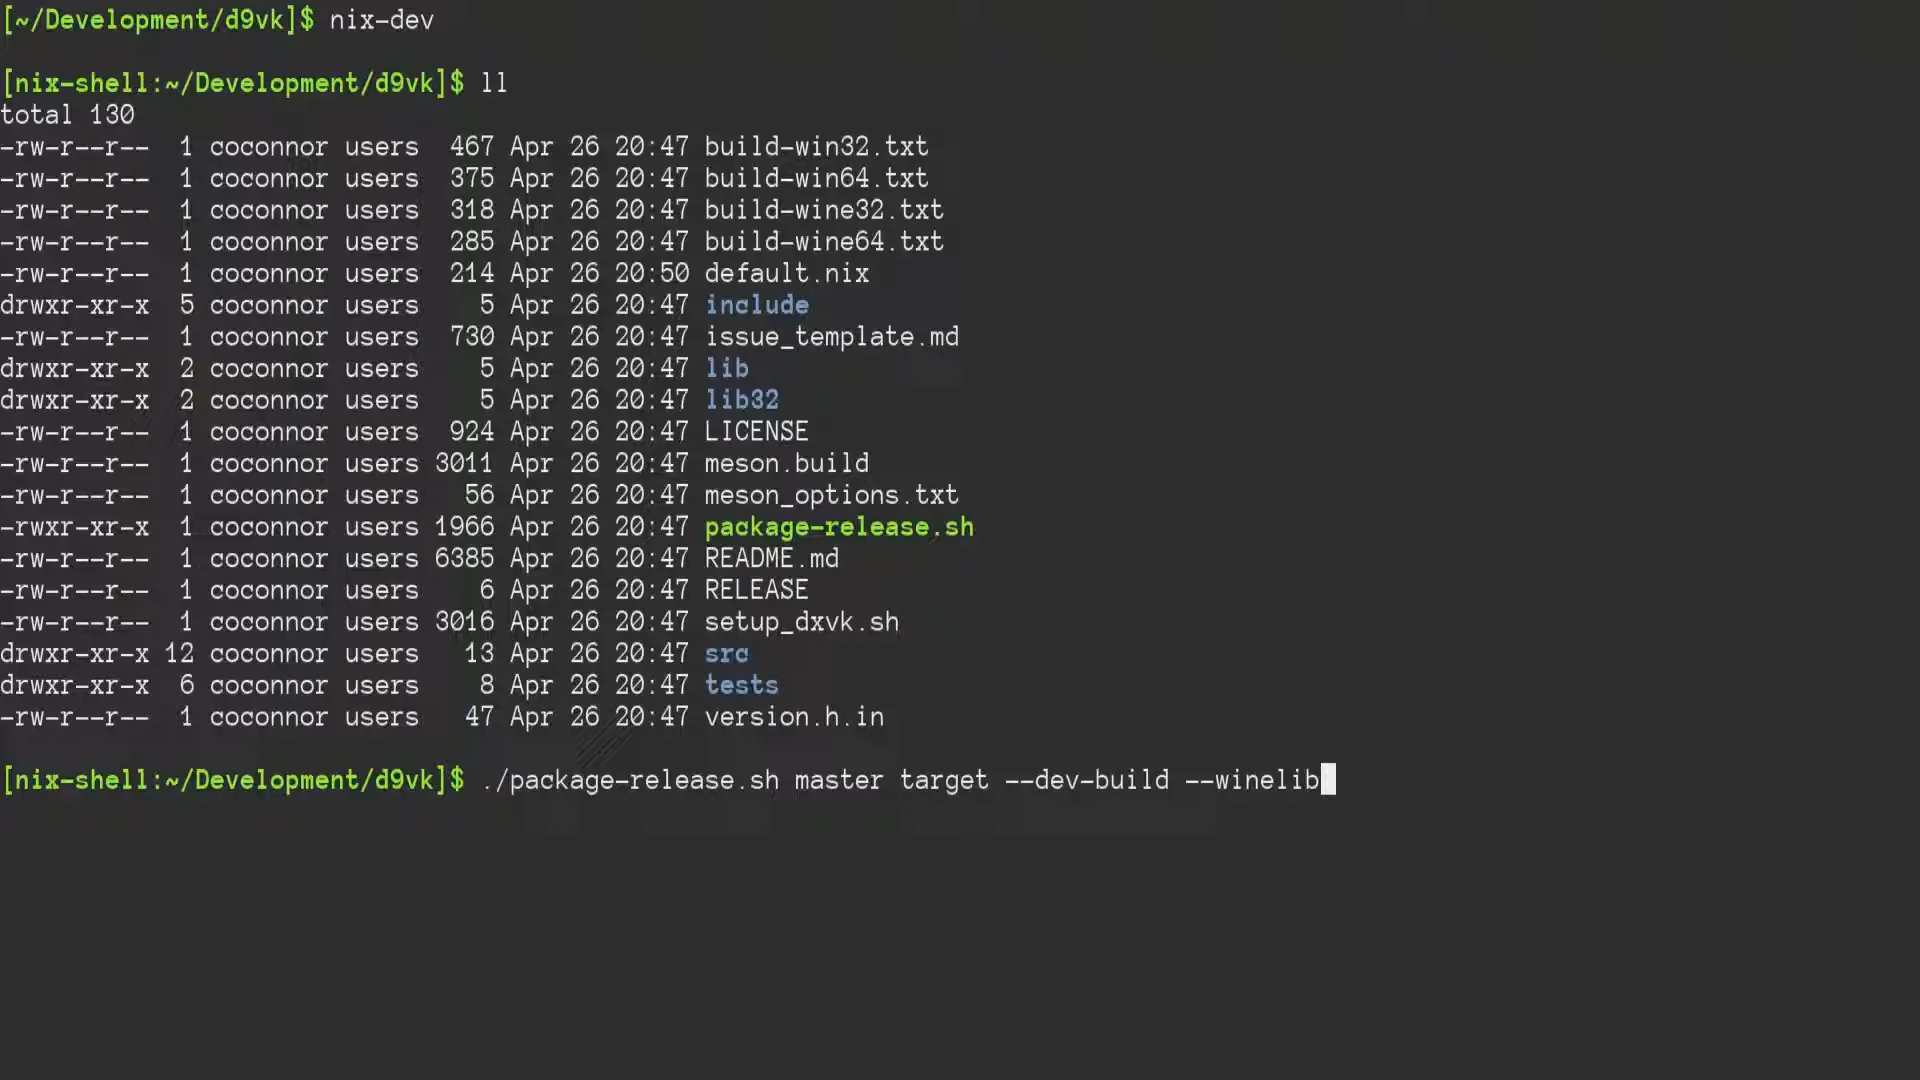 [~/Development/d9vk]$ nix-dev
[nix-shell:~/Development/d9vk]$ ll
total 130
-rw-r--r--  1 coconnor users  467 Apr 26 20:47 build-win32.txt
-rw-r--r--  1 coconnor users  375 Apr 26 20:47 build-win64.txt
-rw-r--r--  1 coconnor users  318 Apr 26 20:47 build-wine32.txt
-rw-r--r--  1 coconnor users  285 Apr 26 20:47 build-wine64.txt
-rw-r--r--  1 coconnor users  214 Apr 26 20:50 default.nix
drwxr-xr-x  5 coconnor users    5 Apr 26 20:47 include
-rw-r--r--  1 coconnor users  730 Apr 26 20:47 issue_template.md
drwxr-xr-x  2 coconnor users    5 Apr 26 20:47 lib
drwxr-xr-x  2 coconnor users    5 Apr 26 20:47 lib32
-rw-r--r--  1 coconnor users  924 Apr 26 20:47 LICENSE
-rw-r--r--  1 coconnor users 3011 Apr 26 20:47 meson.build
-rw-r--r--  1 coconnor users   56 Apr 26 20:47 meson_options.txt
-rwxr-xr-x  1 coconnor users 1966 Apr 26 20:47 package-release.sh
-rw-r--r--  1 coconnor users 6385 Apr 26 20:47 README.md
-rw-r--r--  1 coconnor users    6 Apr 26 20:47 RELEASE
-rw-r--r--  1 coconnor users 3016 Apr 26 20:47 setup_dxvk.sh
drwxr-xr-x 12 coconnor users   13 Apr 26 20:47 src
drwxr-xr-x  6 coconnor users    8 Apr 26 20:47 tests
-rw-r--r--  1 coconnor users   47 Apr 26 20:47 version.h.in
[nix-shell:~/Development/d9vk]$ ./package-release.sh master target --dev-build --winelib